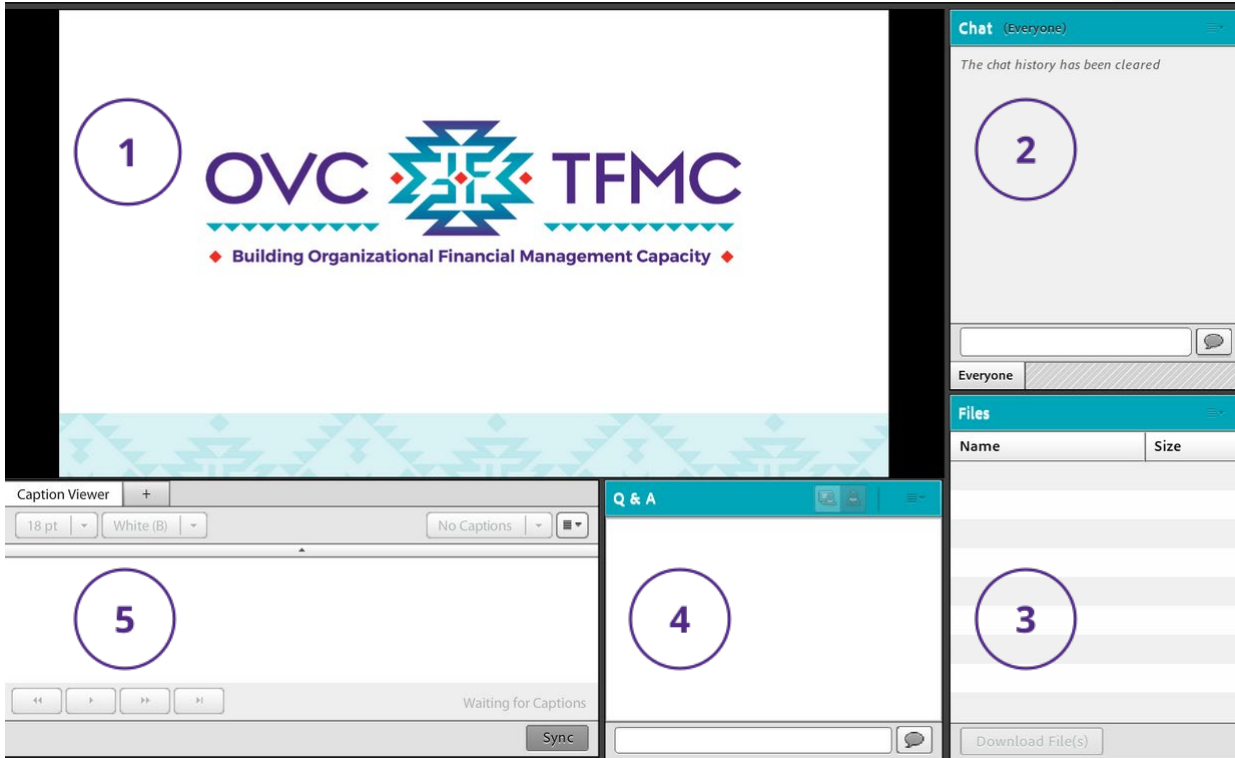 1
OVC TFMC
Building Organizational Financial Management Capacity
Chat (Everyone)
The chat history has been cleared
2
Everyone
Files
Name Size
3
Download File(s)
Caption Viewer +
18 pt White (B) No Captions
5
Waiting for Captions
Sync
Q & A
4